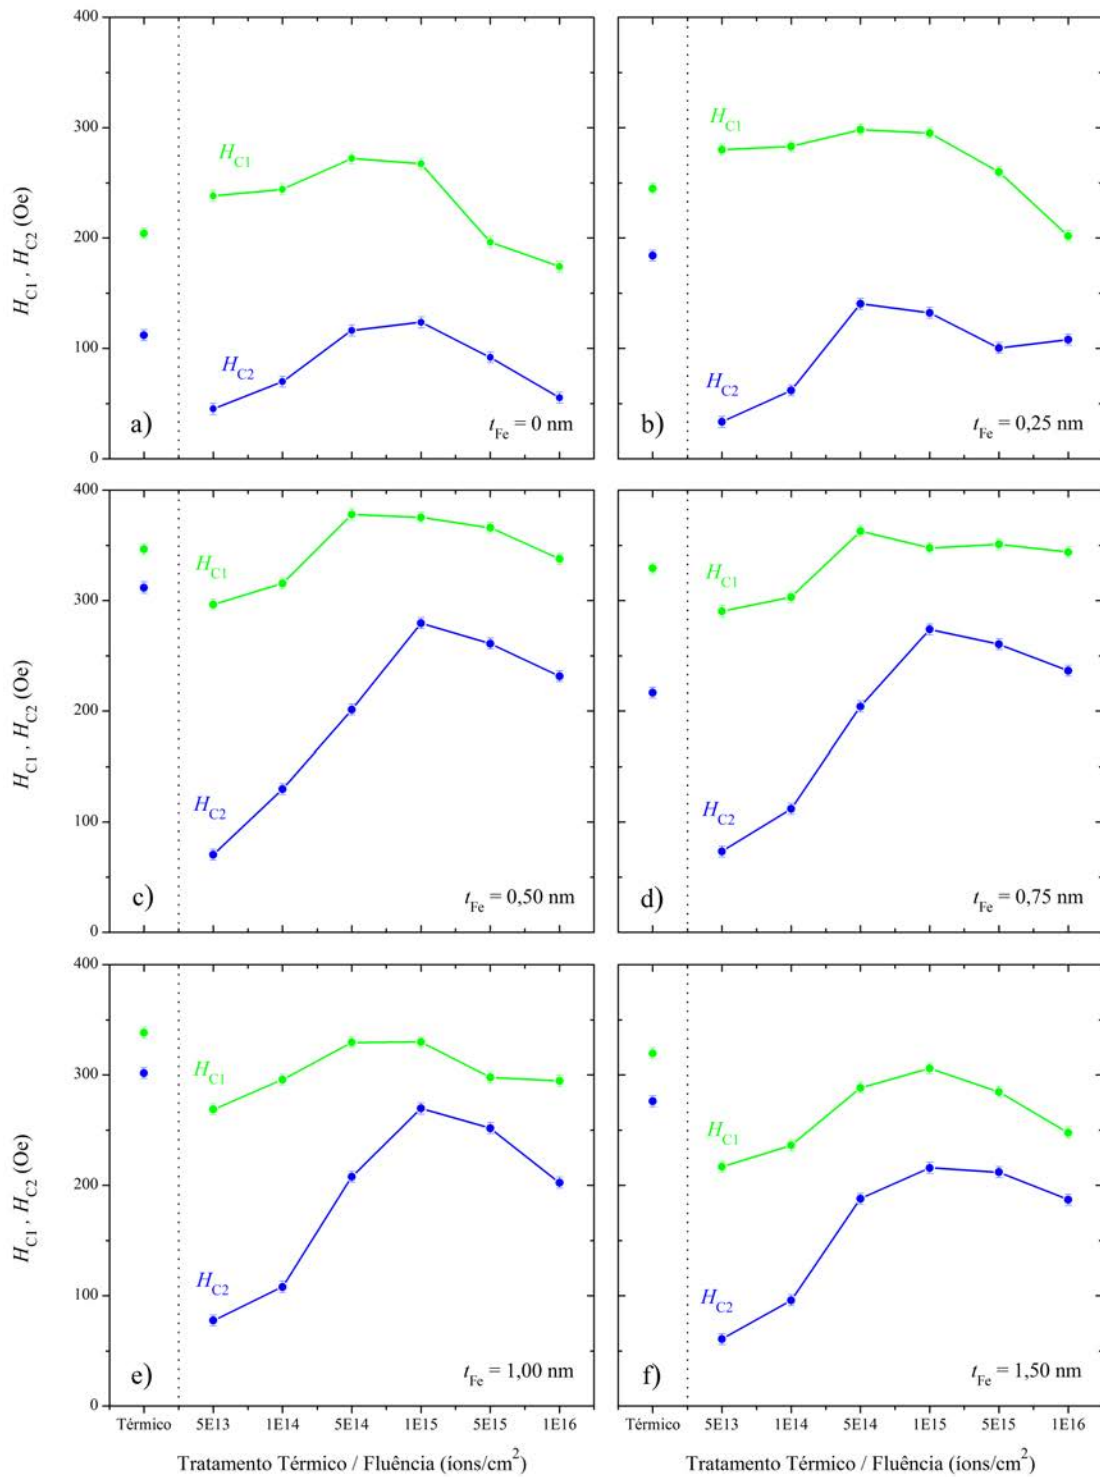 400
300
200
100
0
H_C1 , H_C2 (Oe)
H_C1
H_C2
a)
t_Fe = 0 nm
H_C1
H_C2
b)
t_Fe = 0,25 nm
400
300
200
100
0
H_C1 , H_C2 (Oe)
H_C1
H_C2
c)
t_Fe = 0,50 nm
H_C1
H_C2
d)
t_Fe = 0,75 nm
400
300
200
100
0
H_C1 , H_C2 (Oe)
H_C1
H_C2
e)
t_Fe = 1,00 nm
H_C1
H_C2
f)
t_Fe = 1,50 nm
Térmico 5E13 1E14 5E14 1E15 5E15 1E16
Térmico 5E13 1E14 5E14 1E15 5E15 1E16
Tratamento Térmico / Fluência (íons/cm²)
Tratamento Térmico / Fluência (íons/cm²)